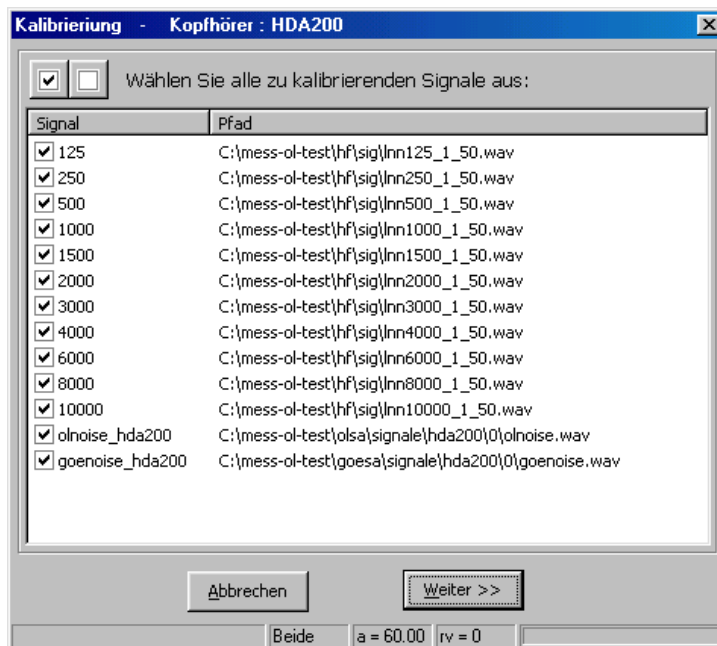 Kalibrieriung - Kopfhörer : HDA200
Wählen Sie alle zu kalibrierenden Signale aus:
Signal Pfad
125 C:\mess-ol-test\hf\sig\lnn125_1_50.wav
250 C:\mess-ol-test\hf\sig\lnn250_1_50.wav
500 C:\mess-ol-test\hf\sig\lnn500_1_50.wav
1000 C:\mess-ol-test\hf\sig\lnn1000_1_50.wav
1500 C:\mess-ol-test\hf\sig\lnn1500_1_50.wav
2000 C:\mess-ol-test\hf\sig\lnn2000_1_50.wav
3000 C:\mess-ol-test\hf\sig\lnn3000_1_50.wav
4000 C:\mess-ol-test\hf\sig\lnn4000_1_50.wav
6000 C:\mess-ol-test\hf\sig\lnn6000_1_50.wav
8000 C:\mess-ol-test\hf\sig\lnn8000_1_50.wav
10000 C:\mess-ol-test\hf\sig\lnn10000_1_50.wav
olnoise_hda200 C:\mess-ol-test\olsa\signale\hda200\0\olnoise.wav
goenoise_hda200 C:\mess-ol-test\goesa\signale\hda200\0\goenoise.wav
Abbrechen Weiter >>
Beide a = 60.00 rv = 0